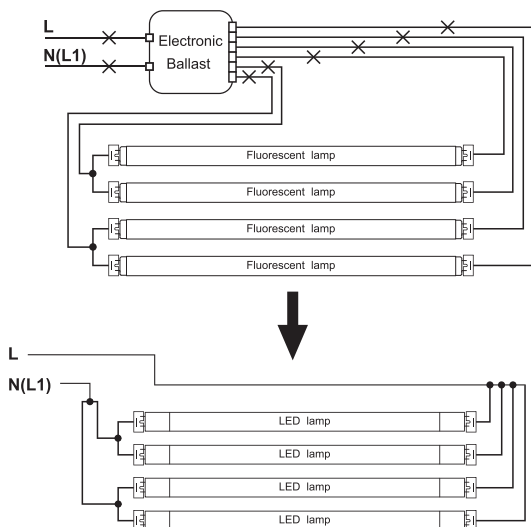 L
N(L1)
Electronic
Ballast
Fluorescent lamp
Fluorescent lamp
Fluorescent lamp
Fluorescent lamp
L
N(L1)
LED lamp
LED lamp
LED lamp
LED lamp